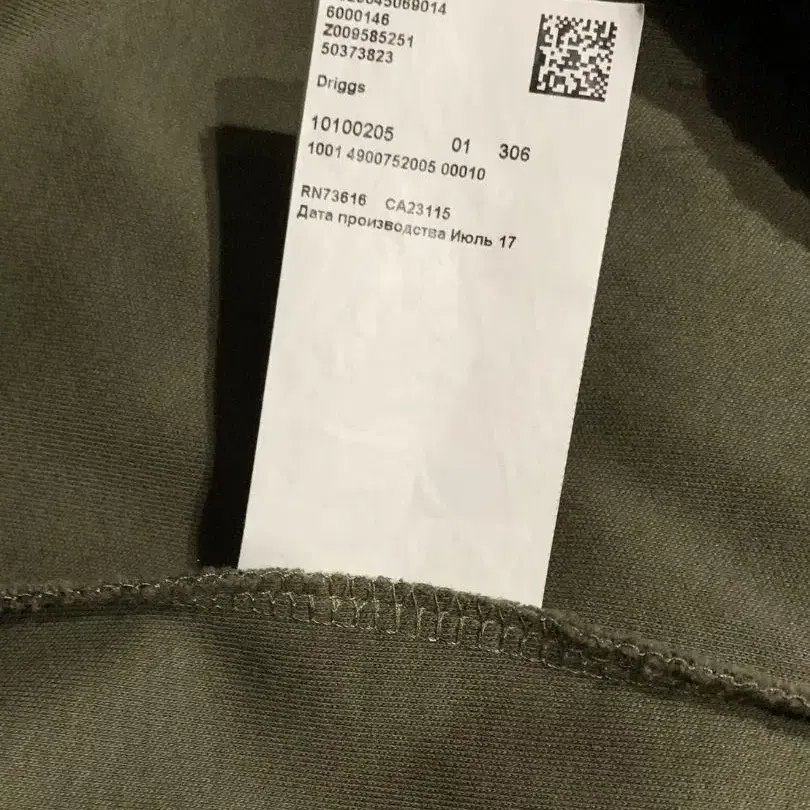 6000146
Z009585251
50373823
Driggs
10100205 01 306
1001 4900752005 00010
RN73616 CA23115
Дата производства Июль 17